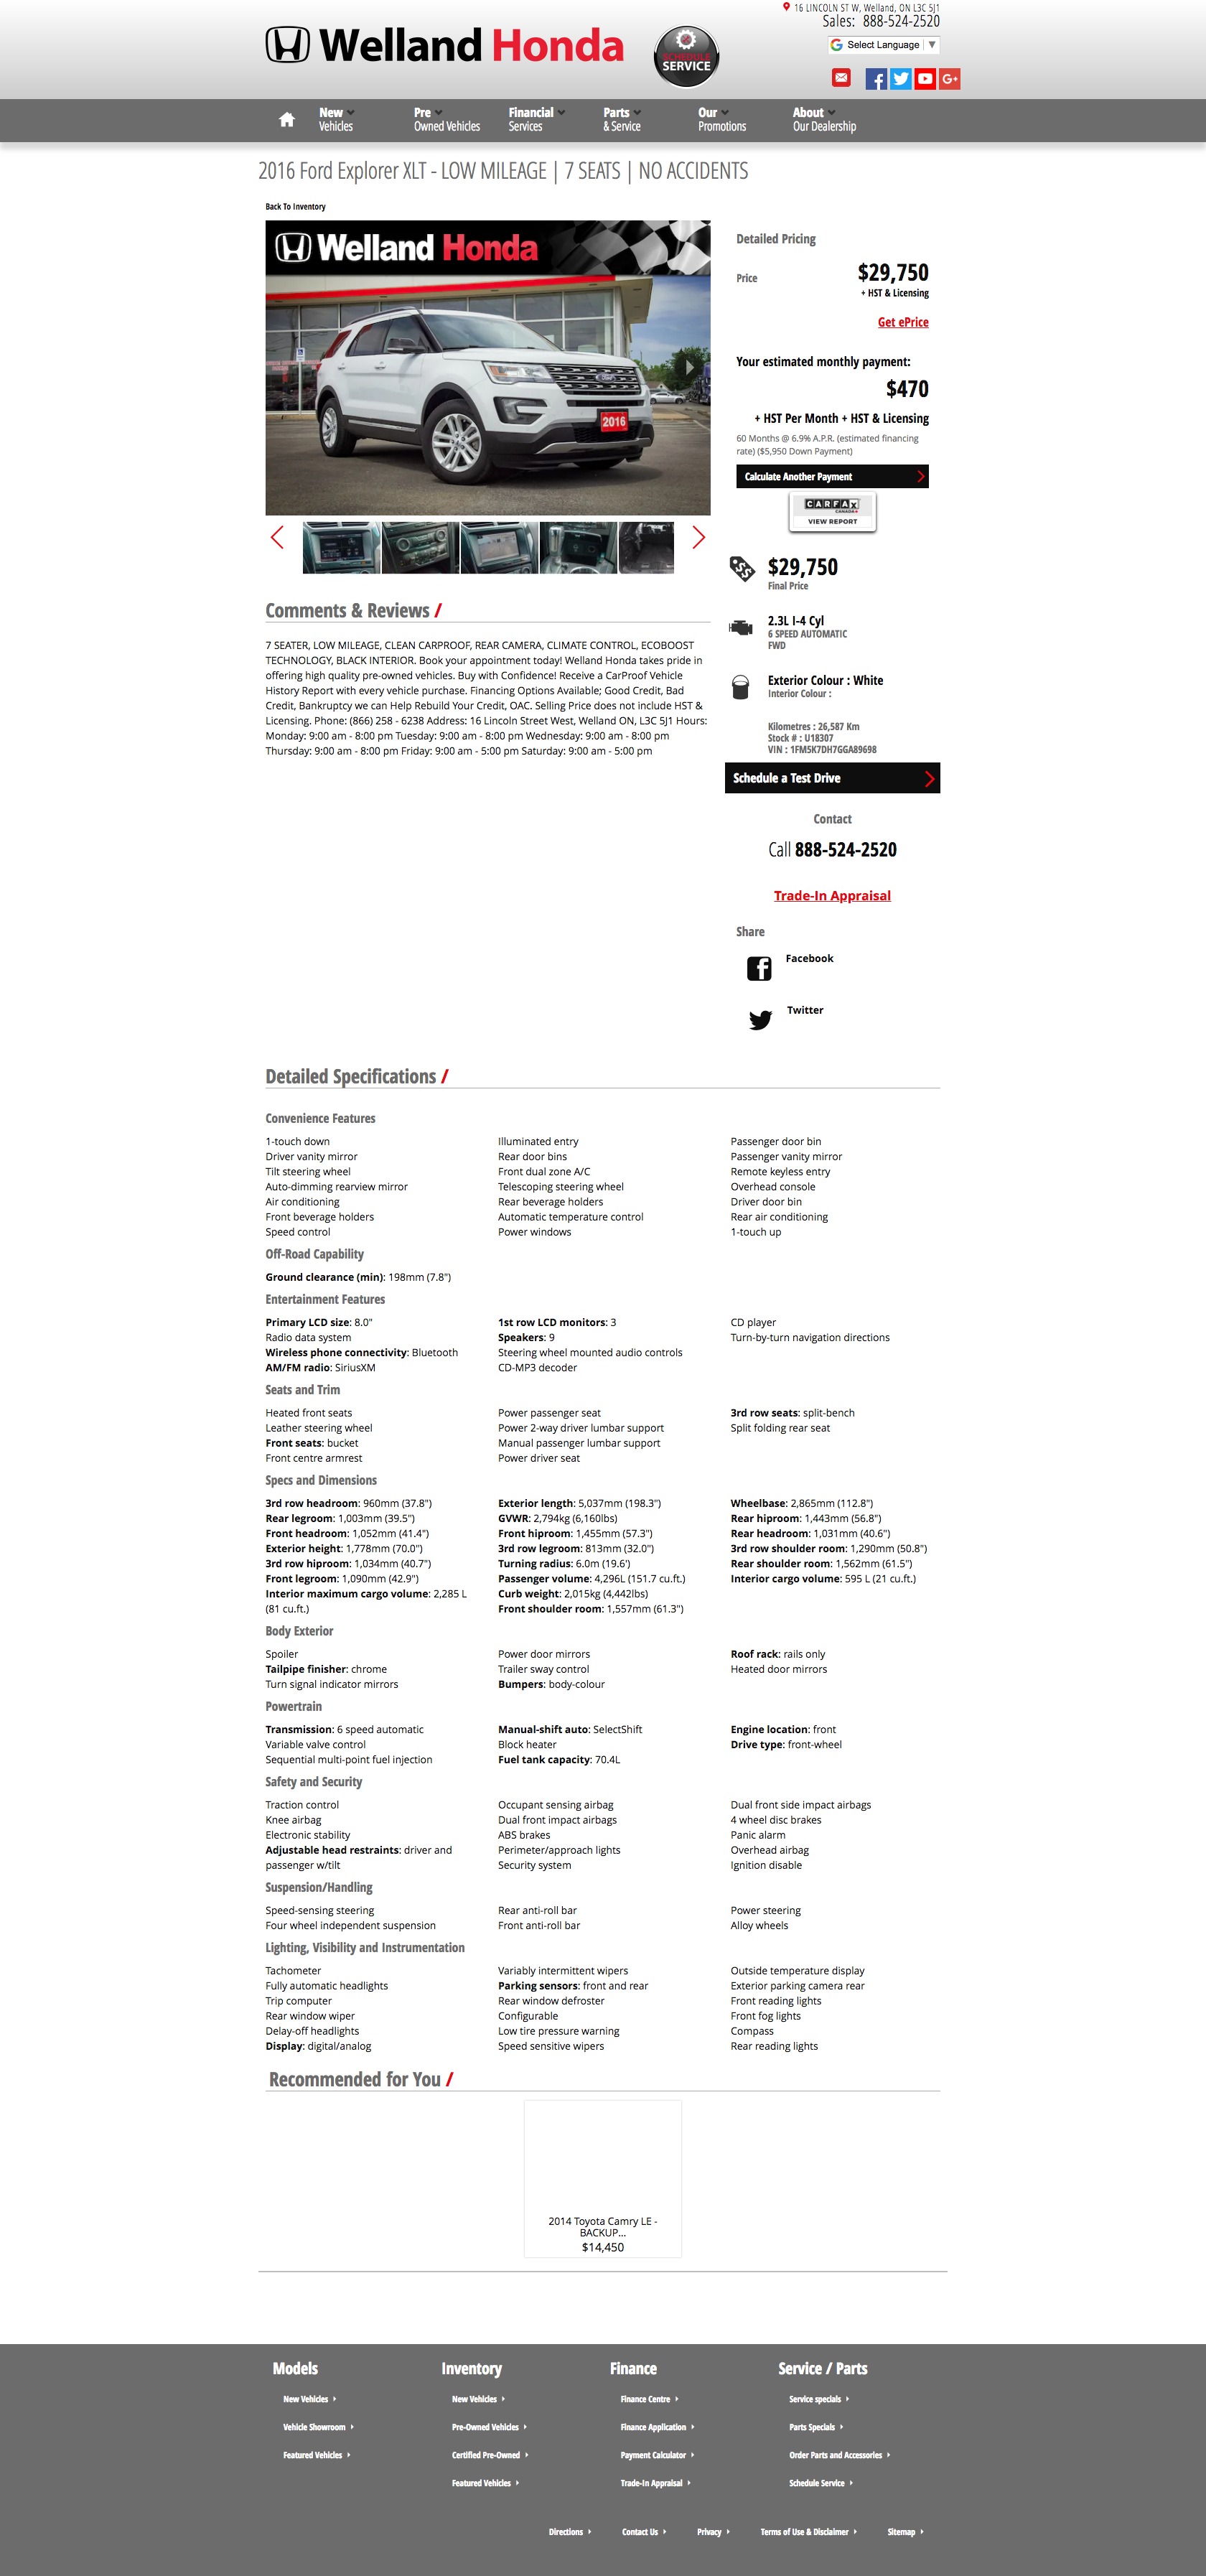 16 LINCOLN ST W, Welland, ON L3C 5J1
Sales: 888-524-2520
Welland Honda
SCHEDULE
SERVICE
Select Language
New
Vehicles
Pre
Owned Vehicles
Financial
Services
Parts
& Service
Our
Promotions
About
Our Dealership
2016 Ford Explorer XLT - LOW MILEAGE | 7 SEATS | NO ACCIDENTS
Back To Inventory
Welland Honda
2016
Detailed Pricing
Price
$29,750
+ HST & Licensing
Get ePrice
Your estimated monthly payment:
$470
+ HST Per Month + HST & Licensing
60 Months @ 6.9% A.P.R. (estimated financing
rate) ($5,950 Down Payment)
Calculate Another Payment
CARFAX
CANADA
VIEW REPORT
$29,750
Final Price
2.3L I-4 Cyl
6 SPEED AUTOMATIC
FWD
Exterior Colour : White
Interior Colour :
Kilometres : 26,587 Km
Stock # : U18307
VIN : 1FM5K7DH7GGA89698
Schedule a Test Drive
Contact
Call 888-524-2520
Trade-In Appraisal
Share
Facebook
Twitter
Comments & Reviews /
7 SEATER, LOW MILEAGE, CLEAN CARPROOF, REAR CAMERA, CLIMATE CONTROL, ECOBOOST
TECHNOLOGY, BLACK INTERIOR. Book your appointment today! Welland Honda takes pride in
offering high quality pre-owned vehicles. Buy with Confidence! Receive a CarProof Vehicle
History Report with every vehicle purchase. Financing Options Available; Good Credit, Bad
Credit, Bankruptcy we can Help Rebuild Your Credit, OAC. Selling Price does not include HST &
Licensing. Phone: (866) 258 - 6238 Address: 16 Lincoln Street West, Welland ON, L3C 5J1 Hours:
Monday: 9:00 am - 8:00 pm Tuesday: 9:00 am - 8:00 pm Wednesday: 9:00 am - 8:00 pm
Thursday: 9:00 am - 8:00 pm Friday: 9:00 am - 5:00 pm Saturday: 9:00 am - 5:00 pm
Detailed Specifications /
Convenience Features
1-touch down
Driver vanity mirror
Tilt steering wheel
Auto-dimming rearview mirror
Air conditioning
Front beverage holders
Speed control
Illuminated entry
Rear door bins
Front dual zone A/C
Telescoping steering wheel
Rear beverage holders
Automatic temperature control
Power windows
Passenger door bin
Passenger vanity mirror
Remote keyless entry
Overhead console
Driver door bin
Rear air conditioning
1-touch up
Off-Road Capability
Ground clearance (min): 198mm (7.8")
Entertainment Features
Primary LCD size: 8.0"
Radio data system
Wireless phone connectivity: Bluetooth
AM/FM radio: SiriusXM
1st row LCD monitors: 3
Speakers: 9
Steering wheel mounted audio controls
CD-MP3 decoder
CD player
Turn-by-turn navigation directions
Seats and Trim
Heated front seats
Leather steering wheel
Front seats: bucket
Front centre armrest
Power passenger seat
Power 2-way driver lumbar support
Manual passenger lumbar support
Power driver seat
3rd row seats: split-bench
Split folding rear seat
Specs and Dimensions
3rd row headroom: 960mm (37.8")
Rear legroom: 1,003mm (39.5")
Front headroom: 1,052mm (41.4")
Exterior height: 1,778mm (70.0")
3rd row hiproom: 1,034mm (40.7")
Front legroom: 1,090mm (42.9")
Interior maximum cargo volume: 2,285 L
(81 cu.ft.)
Exterior length: 5,037mm (198.3")
GVWR: 2,794kg (6,160lbs)
Front hiproom: 1,455mm (57.3")
3rd row legroom: 813mm (32.0")
Turning radius: 6.0m (19.6')
Passenger volume: 4,296L (151.7 cu.ft.)
Curb weight: 2,015kg (4,442lbs)
Front shoulder room: 1,557mm (61.3")
Wheelbase: 2,865mm (112.8")
Rear hiproom: 1,443mm (56.8")
Rear headroom: 1,031mm (40.6")
3rd row shoulder room: 1,290mm (50.8")
Rear shoulder room: 1,562mm (61.5")
Interior cargo volume: 595 L (21 cu.ft.)
Body Exterior
Spoiler
Tailpipe finisher: chrome
Turn signal indicator mirrors
Power door mirrors
Trailer sway control
Bumpers: body-colour
Roof rack: rails only
Heated door mirrors
Powertrain
Transmission: 6 speed automatic
Variable valve control
Sequential multi-point fuel injection
Manual-shift auto: SelectShift
Block heater
Fuel tank capacity: 70.4L
Engine location: front
Drive type: front-wheel
Safety and Security
Traction control
Knee airbag
Electronic stability
Adjustable head restraints: driver and
passenger w/tilt
Occupant sensing airbag
Dual front impact airbags
ABS brakes
Perimeter/approach lights
Security system
Dual front side impact airbags
4 wheel disc brakes
Panic alarm
Overhead airbag
Ignition disable
Suspension/Handling
Speed-sensing steering
Four wheel independent suspension
Rear anti-roll bar
Front anti-roll bar
Power steering
Alloy wheels
Lighting, Visibility and Instrumentation
Tachometer
Fully automatic headlights
Trip computer
Rear window wiper
Delay-off headlights
Display: digital/analog
Variably intermittent wipers
Parking sensors: front and rear
Rear window defroster
Configurable
Low tire pressure warning
Speed sensitive wipers
Outside temperature display
Exterior parking camera rear
Front reading lights
Front fog lights
Compass
Rear reading lights
Recommended for You /
2014 Toyota Camry LE -
BACKUP...
$14,450
Models
New Vehicles
Vehicle Showroom
Featured Vehicles
Inventory
New Vehicles
Pre-Owned Vehicles
Certified Pre-Owned
Featured Vehicles
Finance
Finance Centre
Finance Application
Payment Calculator
Trade-In Appraisal
Service / Parts
Service specials
Parts Specials
Order Parts and Accessories
Schedule Service
Directions
Contact Us
Privacy
Terms of Use & Disclaimer
Sitemap